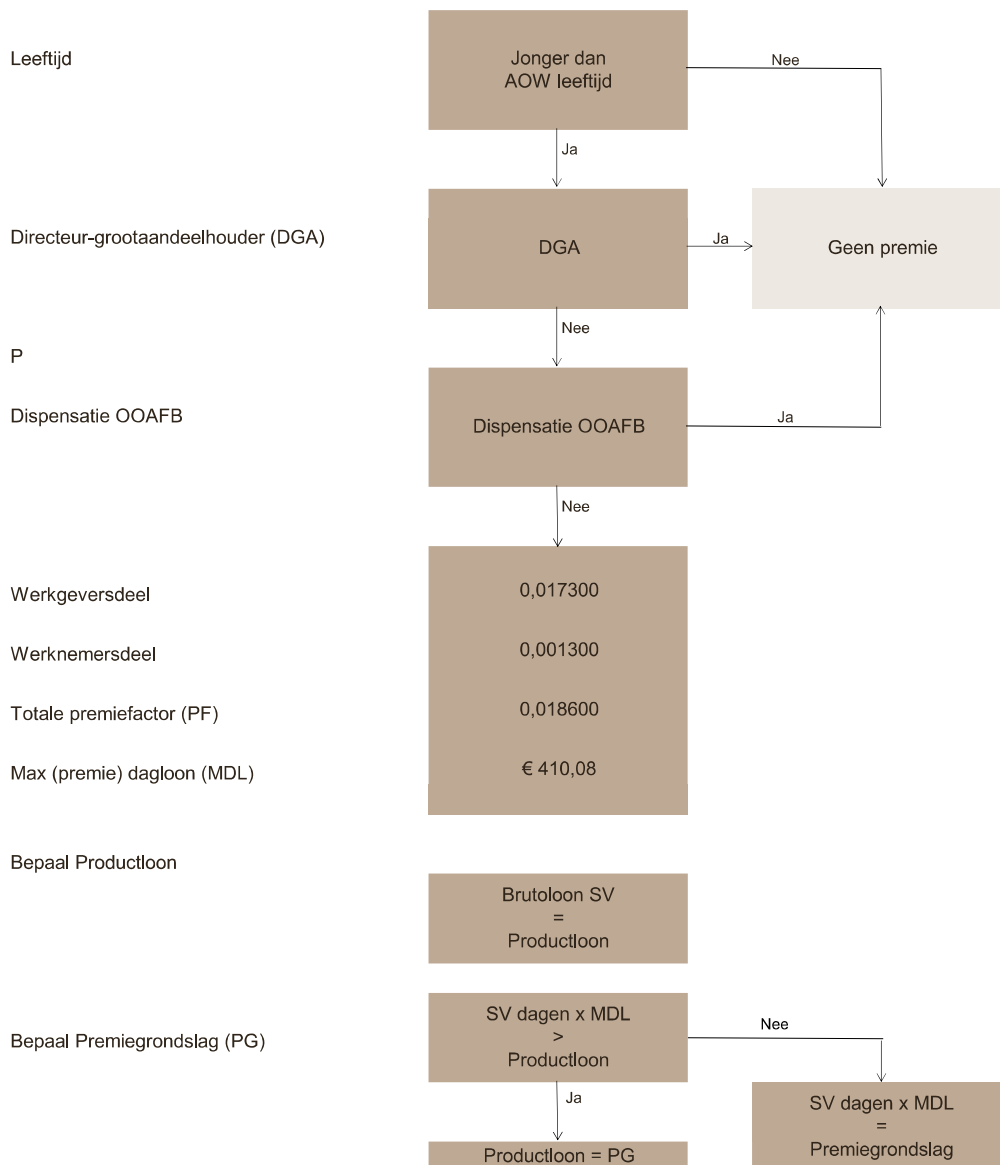 Leeftijd
Jonger dan
AOW leeftijd
Nee
Ja
Directeur-grootaandeelhouder (DGA)
DGA
Ja
Geen premie
Nee
P
Dispensatie OOAFB
Dispensatie OOAFB
Ja
Nee
Werkgeversdeel
0,017300
Werknemersdeel
0,001300
Totale premiefactor (PF)
0,018600
Max (premie) dagloon (MDL)
€ 410,08
Bepaal Productloon
Brutoloon SV
=
Productloon
Bepaal Premiegrondslag (PG)
SV dagen x MDL
>
Productloon
Nee
Ja
SV dagen x MDL
=
Premiegrondslag
Productloon = PG